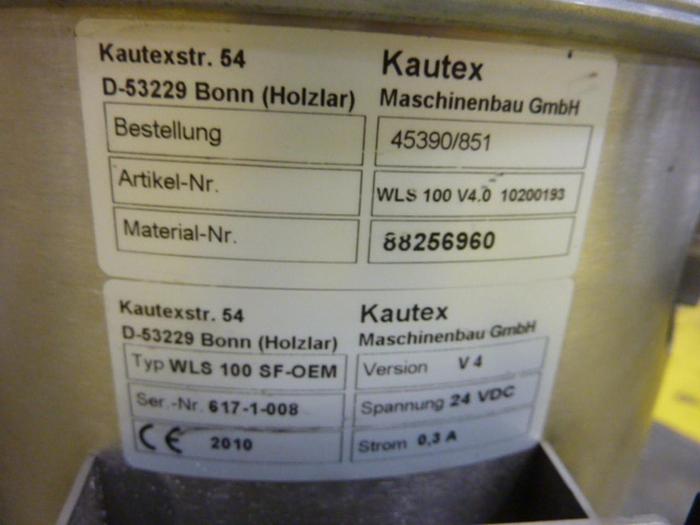 Kautexstr. 54 Kautex
D-53229 Bonn (Holzlar) Maschinenbau GmbH
Bestellung 45390/851
Artikel-Nr. WLS 100 V4.0 10200193
Material-Nr. 88256960
Kautexstr. 54 Kautex
D-53229 Bonn (Holzlar) Maschinenbau GmbH
Typ WLS 100 SF-OEM Version V 4
Ser.-Nr. 617-1-008 Spannung 24 VDC
CE 2010 Strom 0,3 A